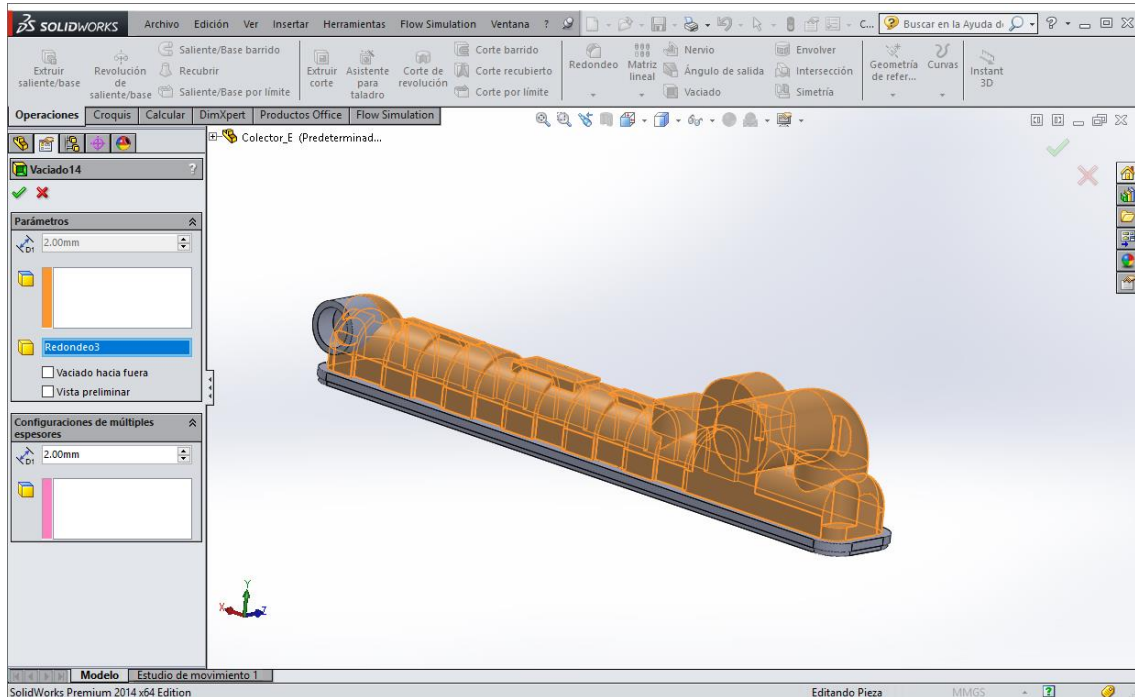 SOLIDWORKS Archivo Edición Ver Insertar Herramientas Flow Simulation Ventana ? C... Buscar en la Ayuda d ?
Extruir saliente/base
Revolución de saliente/base
Saliente/Base barrido
Recubrir
Saliente/Base por límite
Extruir corte
Asistente para taladro
Corte de revolución
Corte barrido
Corte recubierto
Corte por límite
Redondeo
Matriz lineal
Nervio
Ángulo de salida
Vaciado
Envolver
Intersección
Simetría
Geometría de refer...
Curvas
Instant 3D
Operaciones Croquis Calcular DimXpert Productos Office Flow Simulation
Colector_E (Predeterminad...
Vaciado14 ?
Parámetros
D1 2.00mm
Redondeo3
Vaciado hacia fuera
Vista preliminar
Configuraciones de múltiples
espesores
D1 2.00mm
Y
X Z
Modelo Estudio de movimiento 1
SolidWorks Premium 2014 x64 Edition Editando Pieza MMGS ?